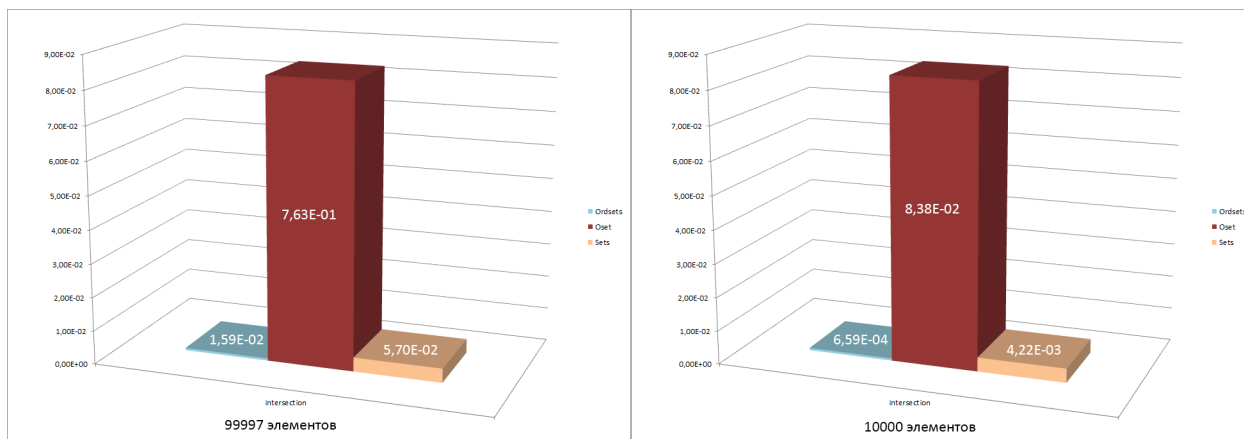 9,00E-02
8,00E-02
7,00E-02
6,00E-02
5,00E-02
4,00E-02
3,00E-02
2,00E-02
1,00E-02
0,00E+00
7,63E-01
1,59E-02
5,70E-02
Ordsets
Oset
Sets
intersection
99997 элементов
9,00E-02
8,00E-02
7,00E-02
6,00E-02
5,00E-02
4,00E-02
3,00E-02
2,00E-02
1,00E-02
0,00E+00
8,38E-02
6,59E-04
4,22E-03
Ordsets
Oset
Sets
intersection
10000 элементов